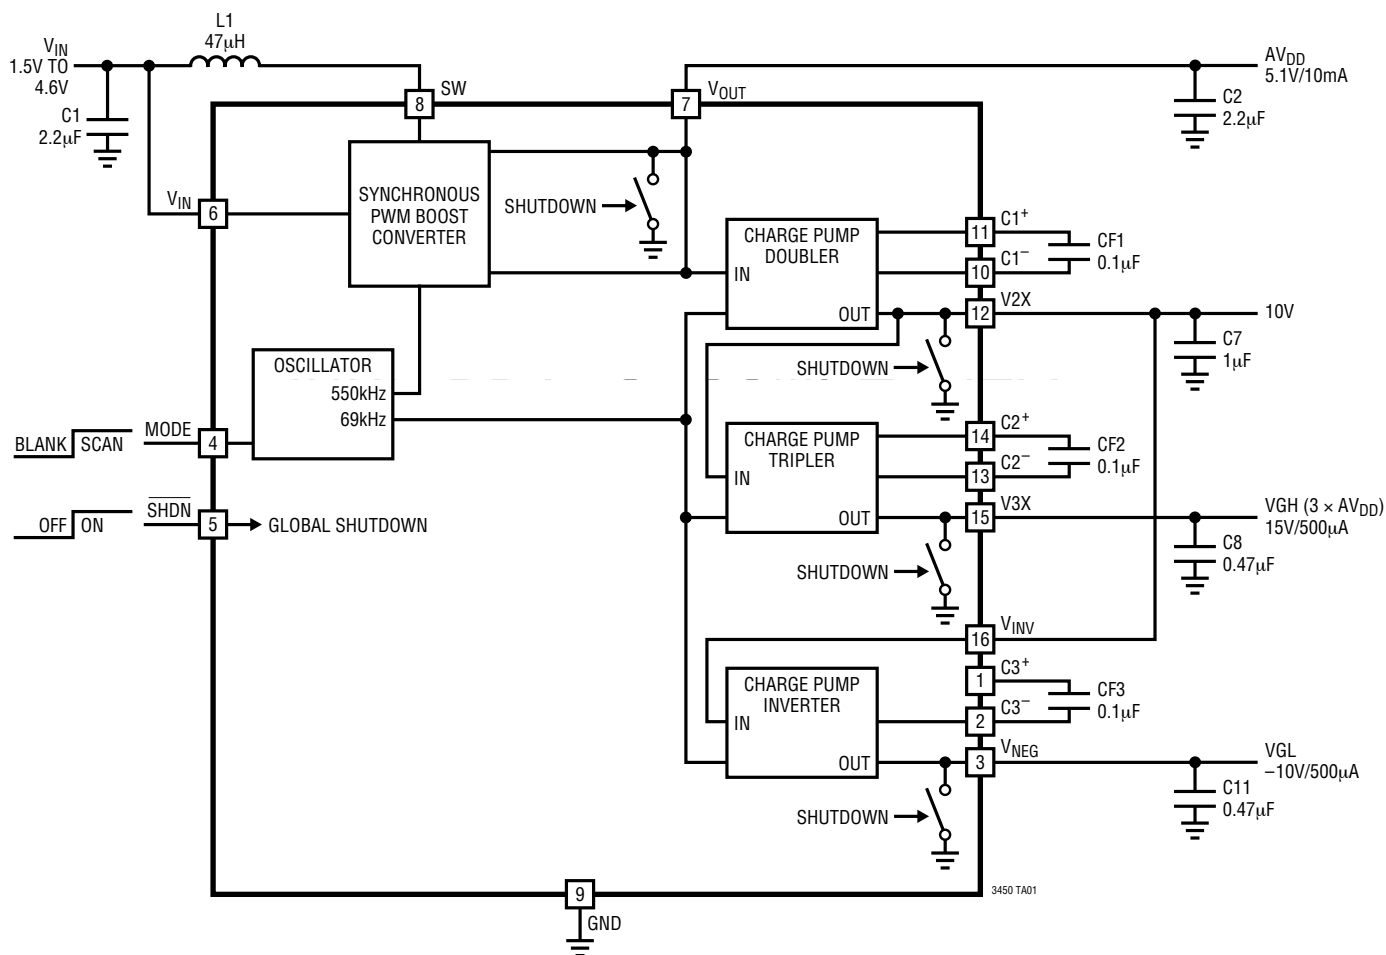 L1
47μH
VIN
1.5V TO
4.6V
C1
2.2μF
SW
8
VOUT
7
AVDD
5.1V/10mA
C2
2.2μF
VIN
6
SYNCHRONOUS
PWM BOOST
CONVERTER
SHUTDOWN
CHARGE PUMP
DOUBLER
IN
OUT
11
C1+
10
C1–
CF1
0.1μF
12
V2X
10V
C7
1μF
SHUTDOWN
OSCILLATOR
550kHz
69kHz
BLANK
SCAN
MODE
4
OFF
ON
SHDN
5
GLOBAL SHUTDOWN
CHARGE PUMP
TRIPLER
IN
OUT
14
C2+
13
C2–
CF2
0.1μF
15
V3X
VGH (3 × AVDD)
15V/500μA
C8
0.47μF
SHUTDOWN
16
VINV
CHARGE PUMP
INVERTER
IN
OUT
1
C3+
2
C3–
CF3
0.1μF
3
VNEG
VGL
–10V/500μA
C11
0.47μF
SHUTDOWN
9
GND
3450 TA01